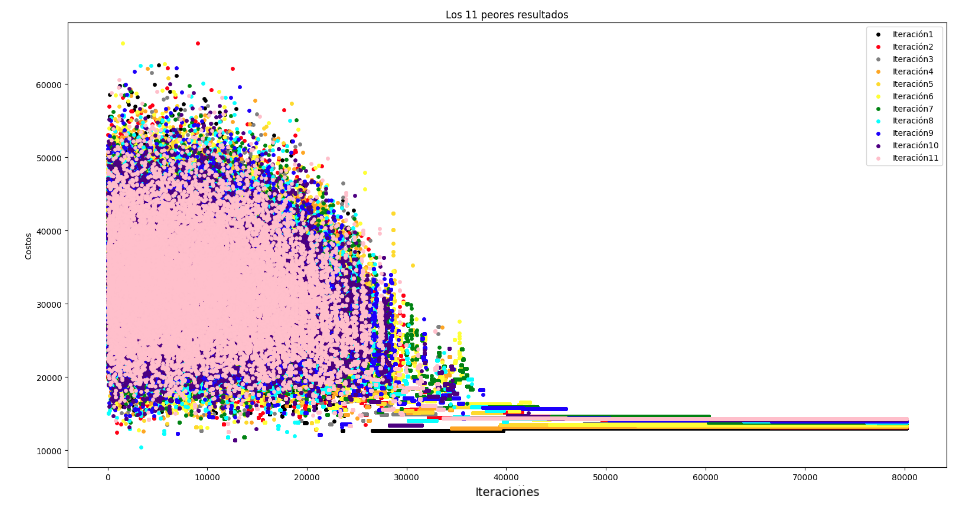 Los 11 peores resultados
Costos
60000
50000
40000
30000
20000
10000
0
10000
20000
30000
40000
50000
60000
70000
80000
Iteraciones
Iteración1
Iteración2
Iteración3
Iteración4
Iteración5
Iteración6
Iteración7
Iteración8
Iteración9
Iteración10
Iteración11